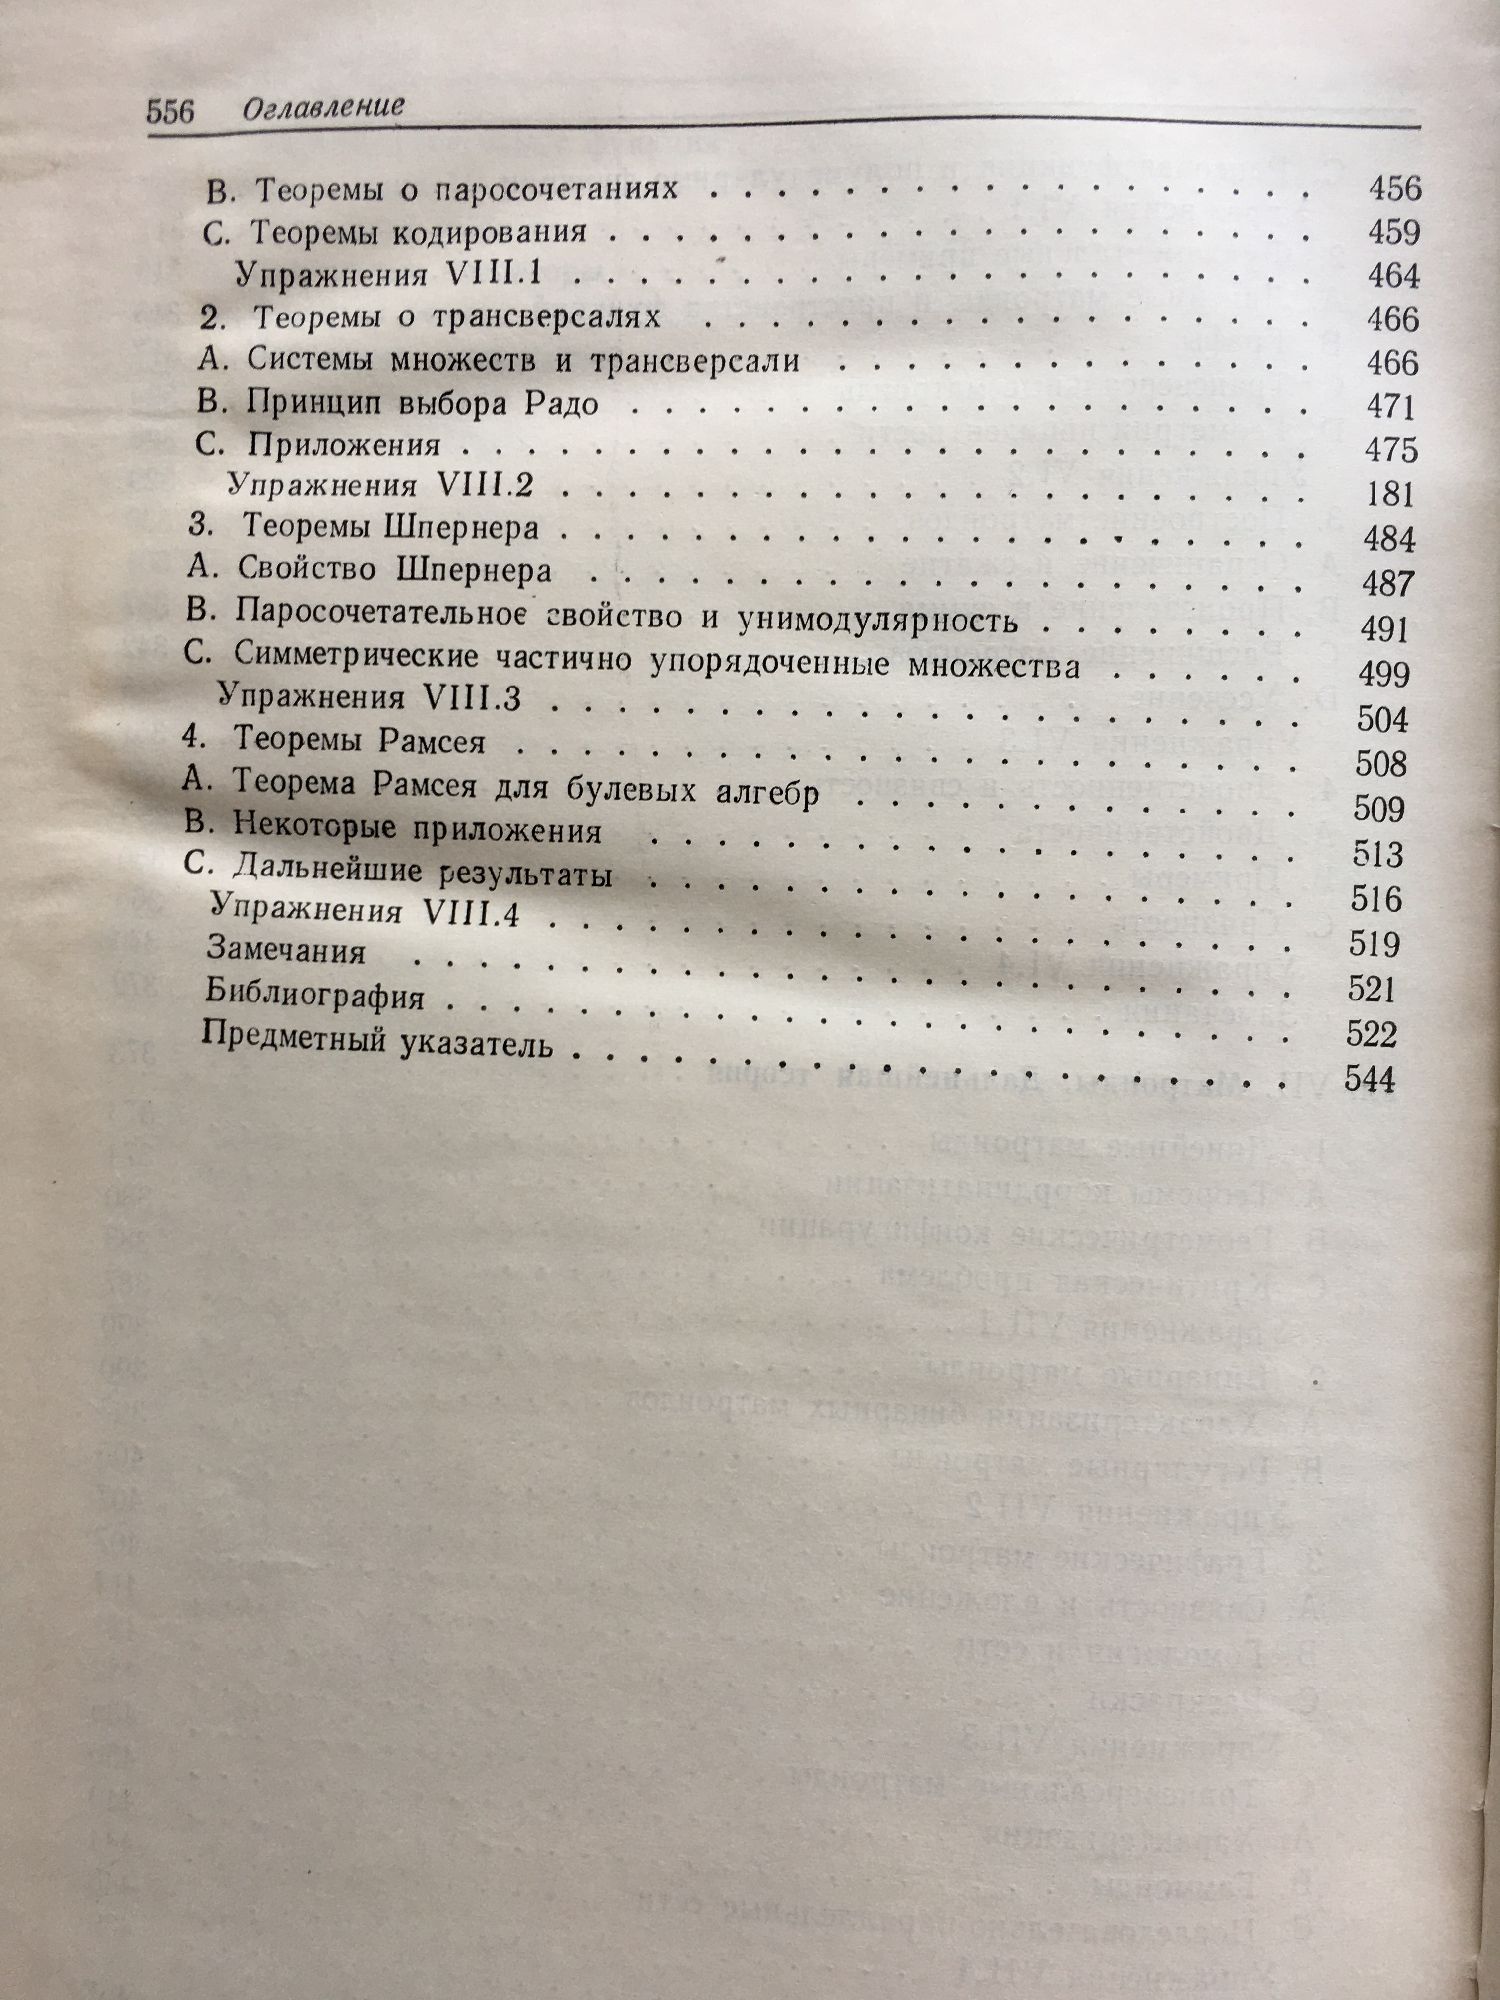 556 Оглавление
B. Теоремы о паросочетаниях . . . . . . . . . . . . . . . . . . 456
C. Теоремы кодирования . . . . . . . . . . . . . . . . . . . . . 459
Упражнения VIII.1 . . . . . . . . . . . . . . . . . . . . . . 464
2. Теоремы о трансверсалях . . . . . . . . . . . . . . . . . . 466
A. Системы множеств и трансверсали . . . . . . . . . . . . . . 466
B. Принцип выбора Радо . . . . . . . . . . . . . . . . . . . . 471
C. Приложения . . . . . . . . . . . . . . . . . . . . . . . . . 475
Упражнения VIII.2 . . . . . . . . . . . . . . . . . . . . . . 181
3. Теоремы Шпернера . . . . . . . . . . . . . . . . . . . . . . 484
A. Свойство Шпернера . . . . . . . . . . . . . . . . . . . . . 487
B. Паросочетательное свойство и унимодулярность . . . . . . . . 491
C. Симметрические частично упорядоченные множества . . . . . . 499
Упражнения VIII.3 . . . . . . . . . . . . . . . . . . . . . . 504
4. Теоремы Рамсея . . . . . . . . . . . . . . . . . . . . . . . 508
A. Теорема Рамсея для булевых алгебр . . . . . . . . . . . . . 509
B. Некоторые приложения . . . . . . . . . . . . . . . . . . . 513
C. Дальнейшие результаты . . . . . . . . . . . . . . . . . . . 516
Упражнения VIII.4 . . . . . . . . . . . . . . . . . . . . . . 519
Замечания . . . . . . . . . . . . . . . . . . . . . . . . . . 521
Библиография . . . . . . . . . . . . . . . . . . . . . . . . . 522
Предметный указатель . . . . . . . . . . . . . . . . . . . . . 544